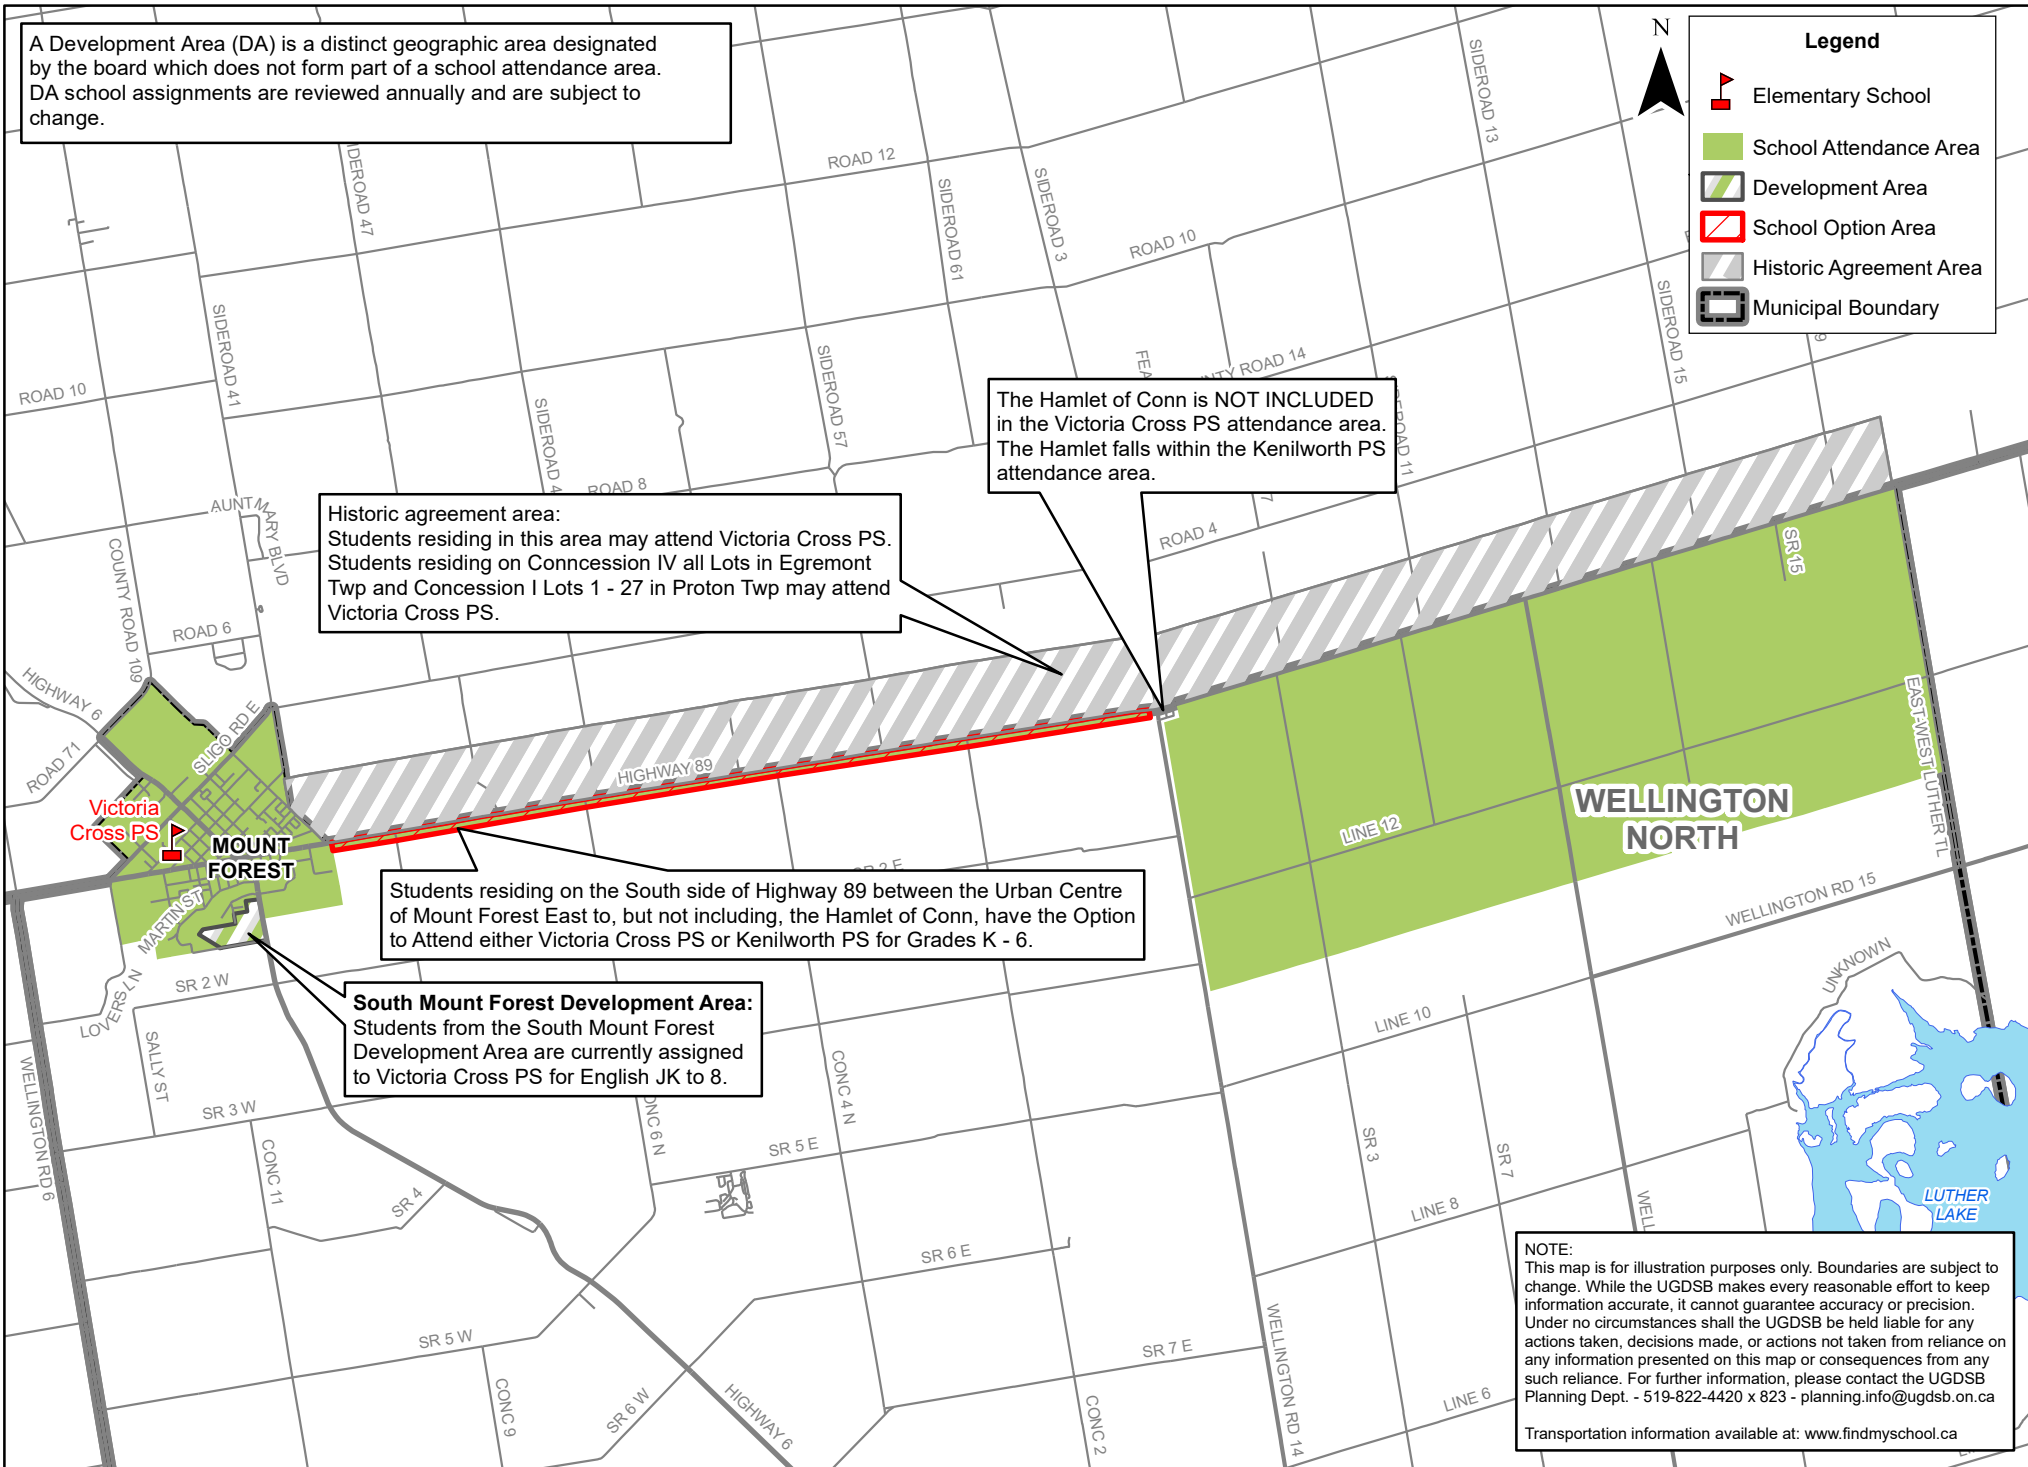 A Development Area (DA) is a distinct geographic area designated
by the board which does not form part of a school attendance area.
DA school assignments are reviewed annually and are subject to
change.
N
Legend
Elementary School
School Attendance Area
Development Area
School Option Area
Historic Agreement Area
Municipal Boundary
SIDEROAD 13
ROAD 12
IDEROAD 47
SIDEROAD 61
SIDEROAD 3
ROAD 10
SIDEROAD 15
SIDEROAD 41
SIDEROAD 57
ROAD 10
SIDEROAD 4
NTY ROAD 14
FEA
9
The Hamlet of Conn is NOT INCLUDED
in the Victoria Cross PS attendance area.
The Hamlet falls within the Kenilworth PS
attendance area.
DEROAD 11
7
ROAD 8
AUNT MARY BLVD
COUNTY ROAD 109
Historic agreement area:
Students residing in this area may attend Victoria Cross PS.
Students residing on Conncession IV all Lots in Egremont
Twp and Concession I Lots 1 - 27 in Proton Twp may attend
Victoria Cross PS.
ROAD 4
SR 15
ROAD 6
HIGHWAY 6
SLIGO RD E
ROAD 71
HIGHWAY 89
EAST-WEST LUTHER TL
Victoria
Cross PS
MOUNT
FOREST
WELLINGTON
NORTH
LINE 12
SR 2 E
Students residing on the South side of Highway 89 between the Urban Centre
of Mount Forest East to, but not including, the Hamlet of Conn, have the Option
to Attend either Victoria Cross PS or Kenilworth PS for Grades K - 6.
MARTIN ST
WELLINGTON RD 15
UNKNOWN
SR 2 W
LOVERS LN
South Mount Forest Development Area:
Students from the South Mount Forest
Development Area are currently assigned
to Victoria Cross PS for English JK to 8.
LINE 10
SALLY ST
WELLINGTON RD 6
SR 3 W
CONC 11
ONC 6 N
CONC 4 N
SR 5 E
SR 3
SR 7
SR 4
LINE 8
WELL
LUTHER
LAKE
SR 6 E
SR 5 W
SR 7 E
WELLINGTON RD 14
CONC 9
SR 6 W
HIGHWAY 6
CONC 2
LINE 6
NOTE:
This map is for illustration purposes only. Boundaries are subject to
change. While the UGDSB makes every reasonable effort to keep
information accurate, it cannot guarantee accuracy or precision.
Under no circumstances shall the UGDSB be held liable for any
actions taken, decisions made, or actions not taken from reliance on
any information presented on this map or consequences from any
such reliance. For further information, please contact the UGDSB
Planning Dept. - 519-822-4420 x 823 - planning.info@ugdsb.on.ca
Transportation information available at: www.findmyschool.ca